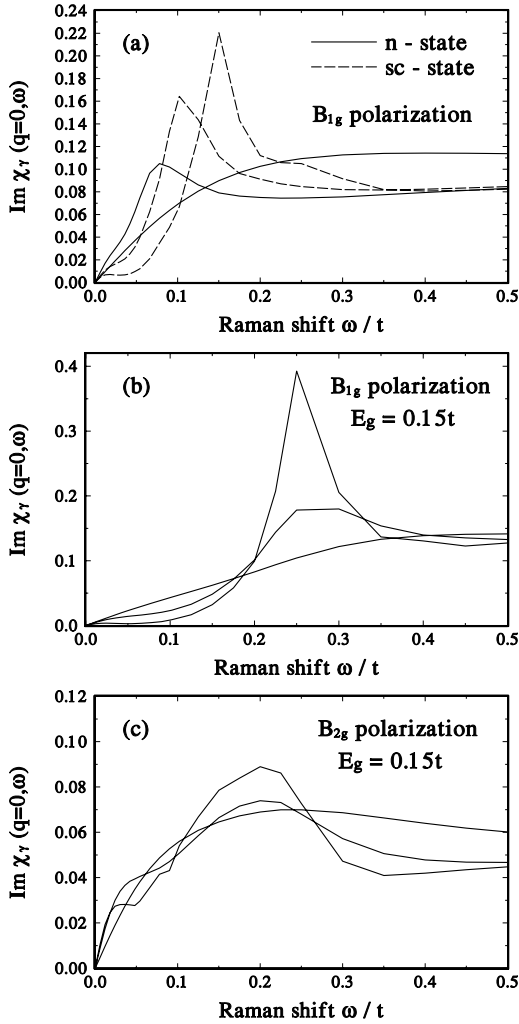 (a)
n - state
sc - state
B1g polarization
Im χγ (q=0,ω)
0.24
0.22
0.20
0.18
0.16
0.14
0.12
0.10
0.08
0.06
0.04
0.02
0.00
0.0 0.1 0.2 0.3 0.4 0.5
Raman shift ω / t
(b)
B1g polarization
Eg = 0.15t
Im χγ (q=0,ω)
0.4
0.3
0.2
0.1
0.0
0.0 0.1 0.2 0.3 0.4 0.5
Raman shift ω / t
(c)
B2g polarization
Eg = 0.15t
Im χγ (q=0,ω)
0.12
0.10
0.08
0.06
0.04
0.02
0.00
0.0 0.1 0.2 0.3 0.4 0.5
Raman shift ω / t